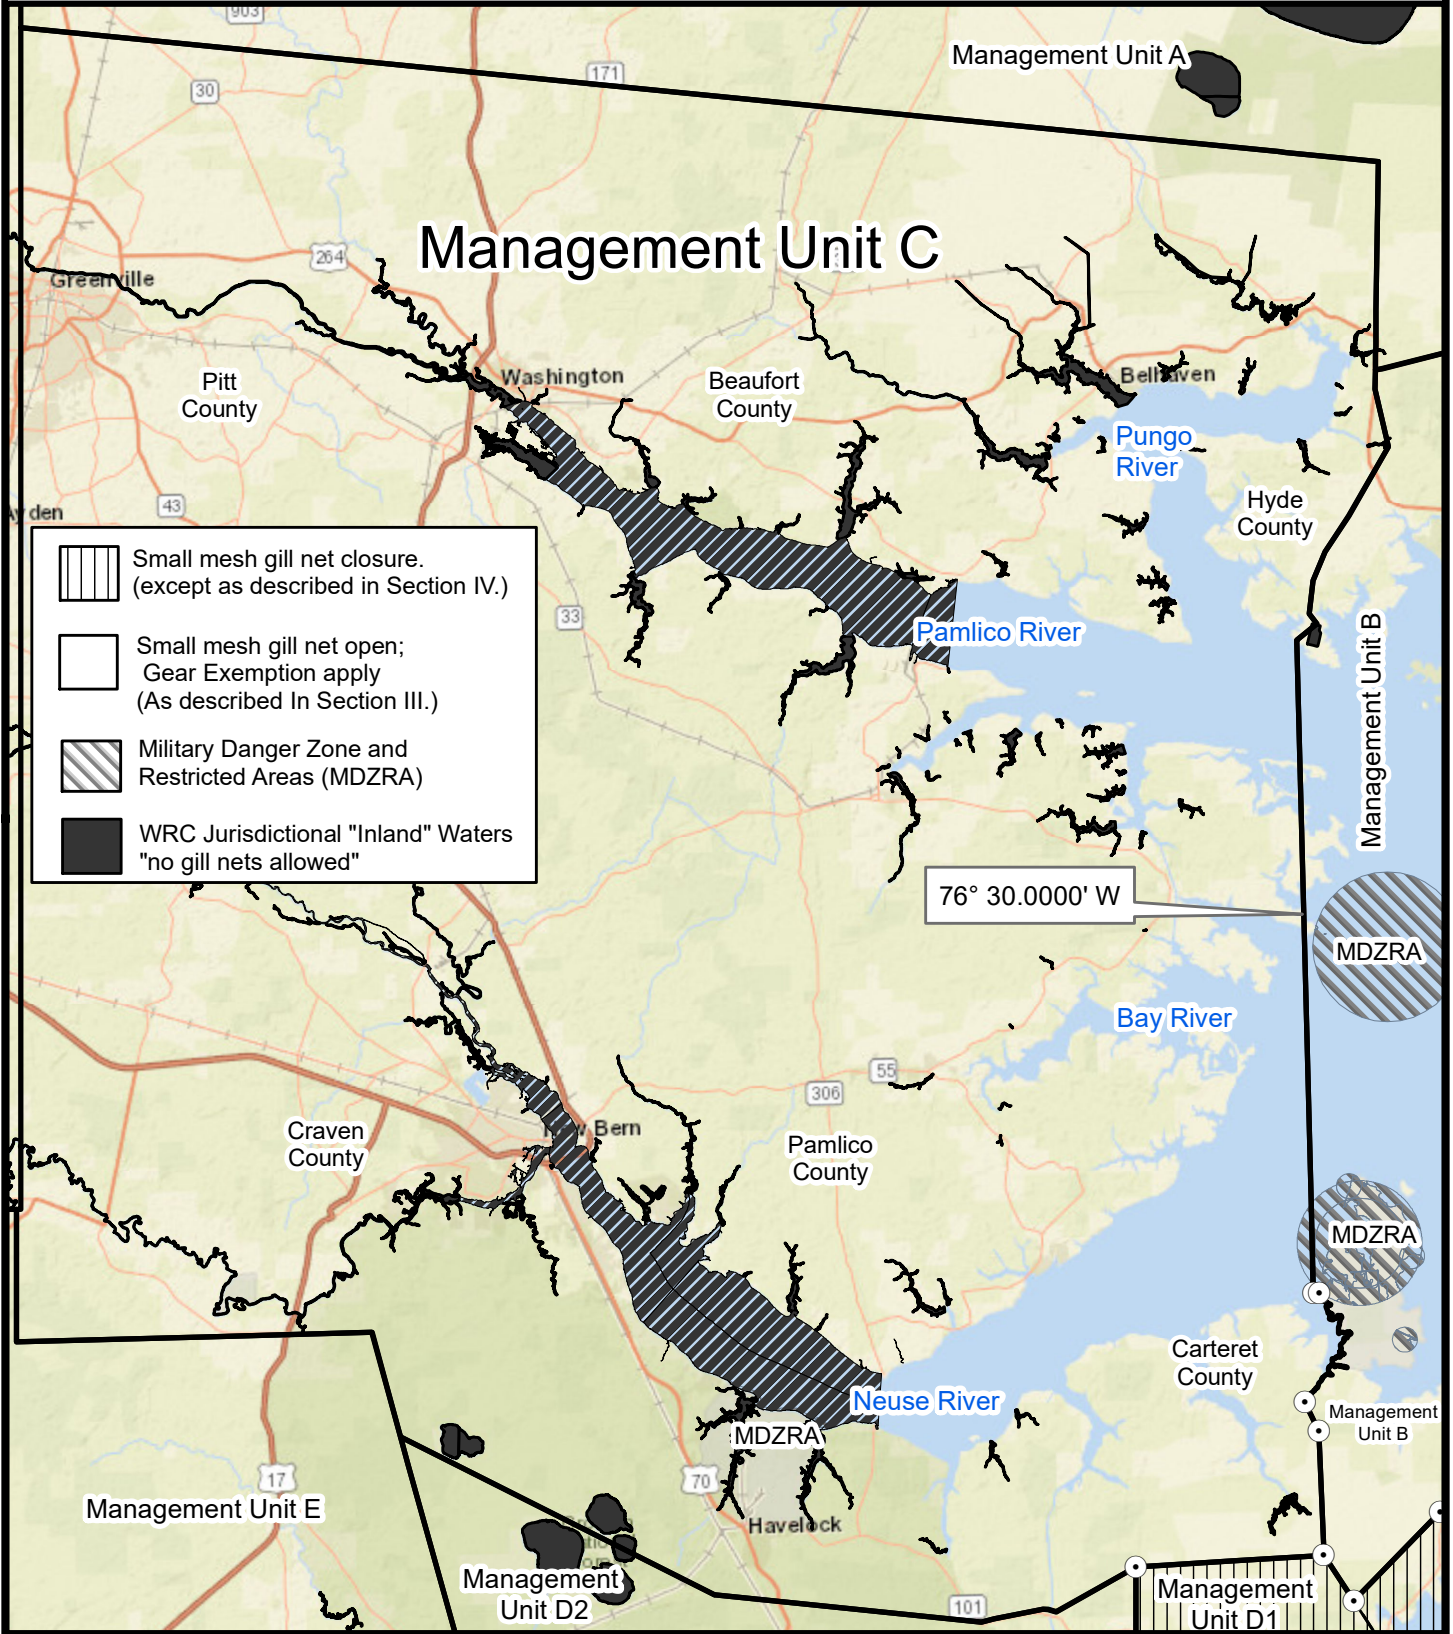 903
Management Unit A
171
30
Management Unit C
264
Greenville
Washington
Belhaven
Pitt
County
Beaufort
County
Pungo
River
Hyde
County
43
Ayden
Small mesh gill net closure.
(except as described in Section IV.)
Small mesh gill net open;
Gear Exemption apply
(As described In Section III.)
Military Danger Zone and
Restricted Areas (MDZRA)
WRC Jurisdictional "Inland" Waters
"no gill nets allowed"
33
Pamlico River
Management Unit B
76° 30.0000' W
MDZRA
Bay River
55
306
Craven
County
New Bern
Pamlico
County
MDZRA
Carteret
County
Neuse River
Management
Unit B
MDZRA
70
17
Management Unit E
Havelock
Management
Unit D2
101
Management
Unit D1